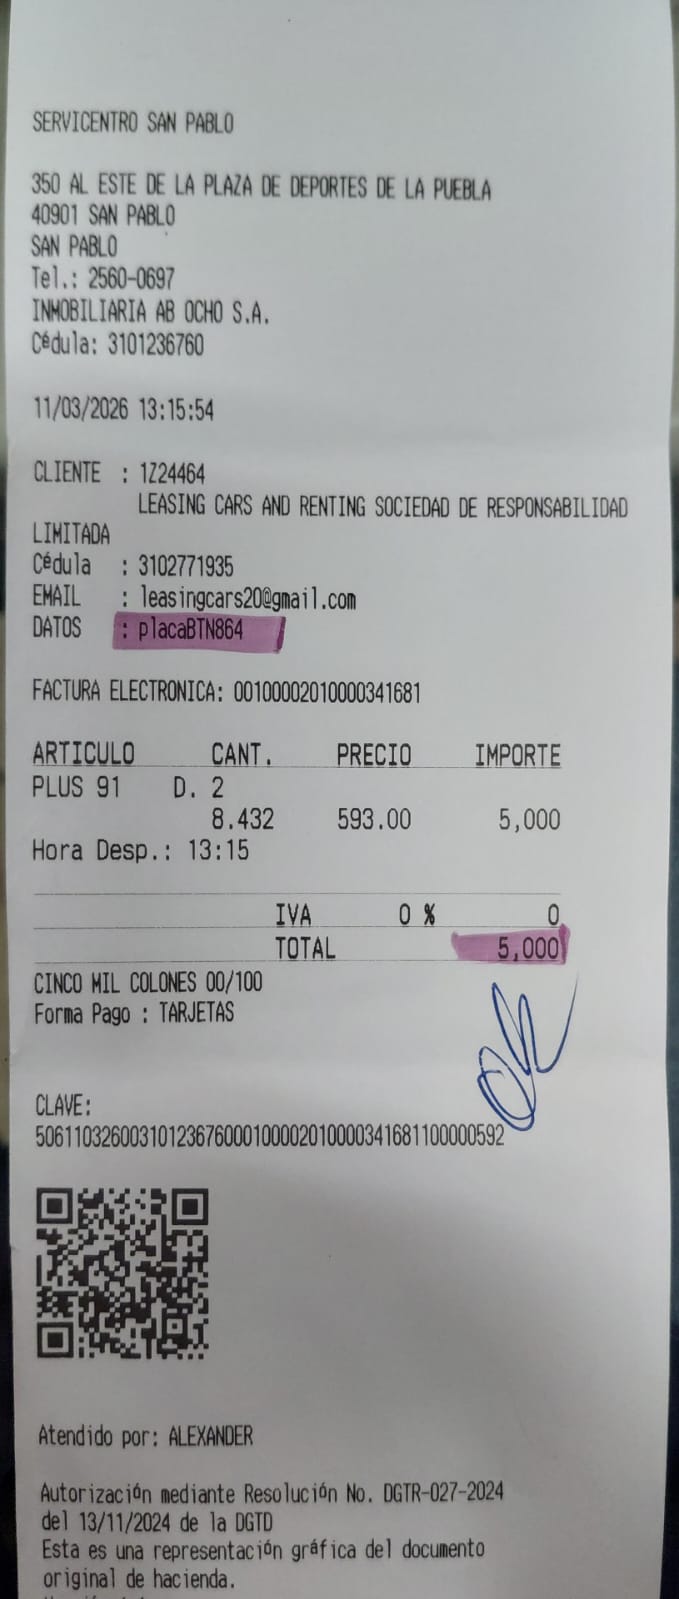 SERVICENTRO SAN PABLO
350 AL ESTE DE LA PLAZA DE DEPORTES DE LA PUEBLA
40901 SAN PABLO
SAN PABLO
Tel.: 2560-0697
INMOBILIARIA AB OCHO S.A.
Cédula: 3101236760
11/03/2026 13:15:54
CLIENTE : 1Z24464
LEASING CARS AND RENTING SOCIEDAD DE RESPONSABILIDAD
LIMITADA
Cédula : 3102771935
EMAIL : leasingcars20@gmail.com
DATOS : placaBTN864
FACTURA ELECTRONICA: 00100002010000341681
ARTICULO CANT. PRECIO IMPORTE
PLUS 91 D. 2
8.432 593.00 5,000
Hora Desp.: 13:15
IVA 0 % 0
TOTAL 5,000
CINCO MIL COLONES 00/100
Forma Pago : TARJETAS
CLAVE:
50611032600310123676000100002010000341681100000592
Atendido por: ALEXANDER
Autorización mediante Resolución No. DGTR-027-2024
del 13/11/2024 de la DGTD
Esta es una representación gráfica del documento
original de hacienda.